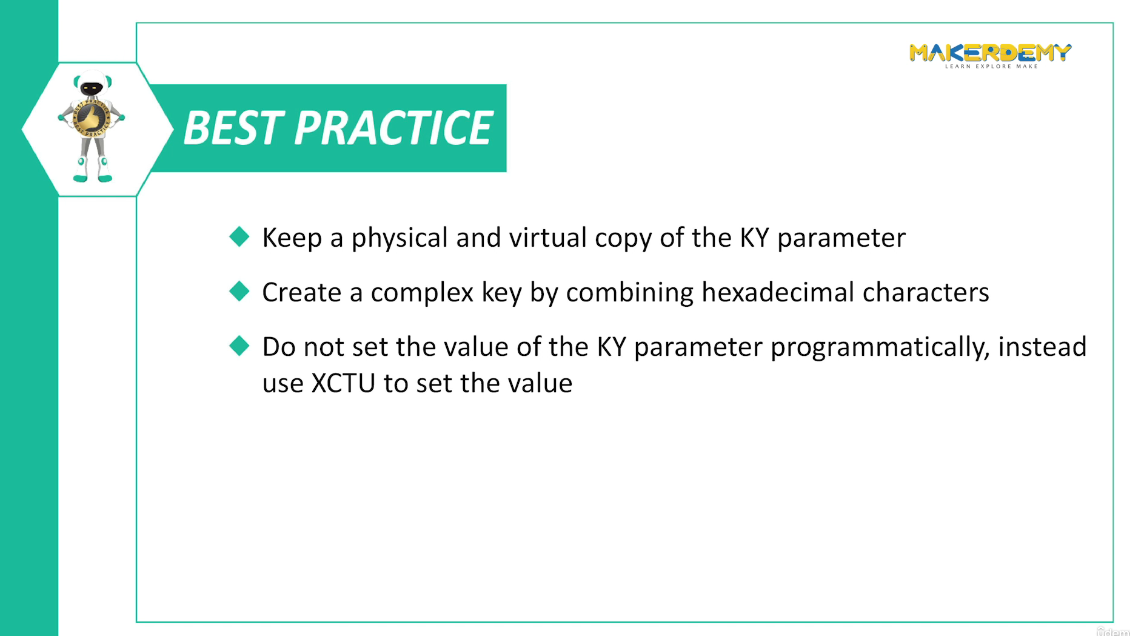 MAKERDEMY
LEARN EXPLORE MAKE
BEST PRACTICE
Keep a physical and virtual copy of the KY parameter
Create a complex key by combining hexadecimal characters
Do not set the value of the KY parameter programmatically, instead
use XCTU to set the value